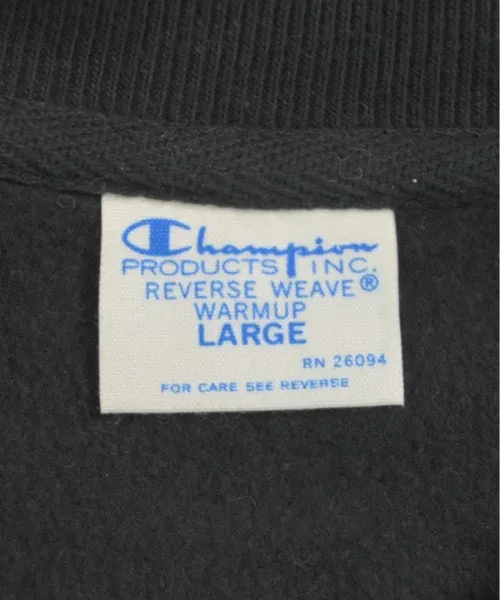 Champion
PRODUCTS INC.
REVERSE WEAVE®
WARMUP
LARGE
RN 26094
FOR CARE SEE REVERSE